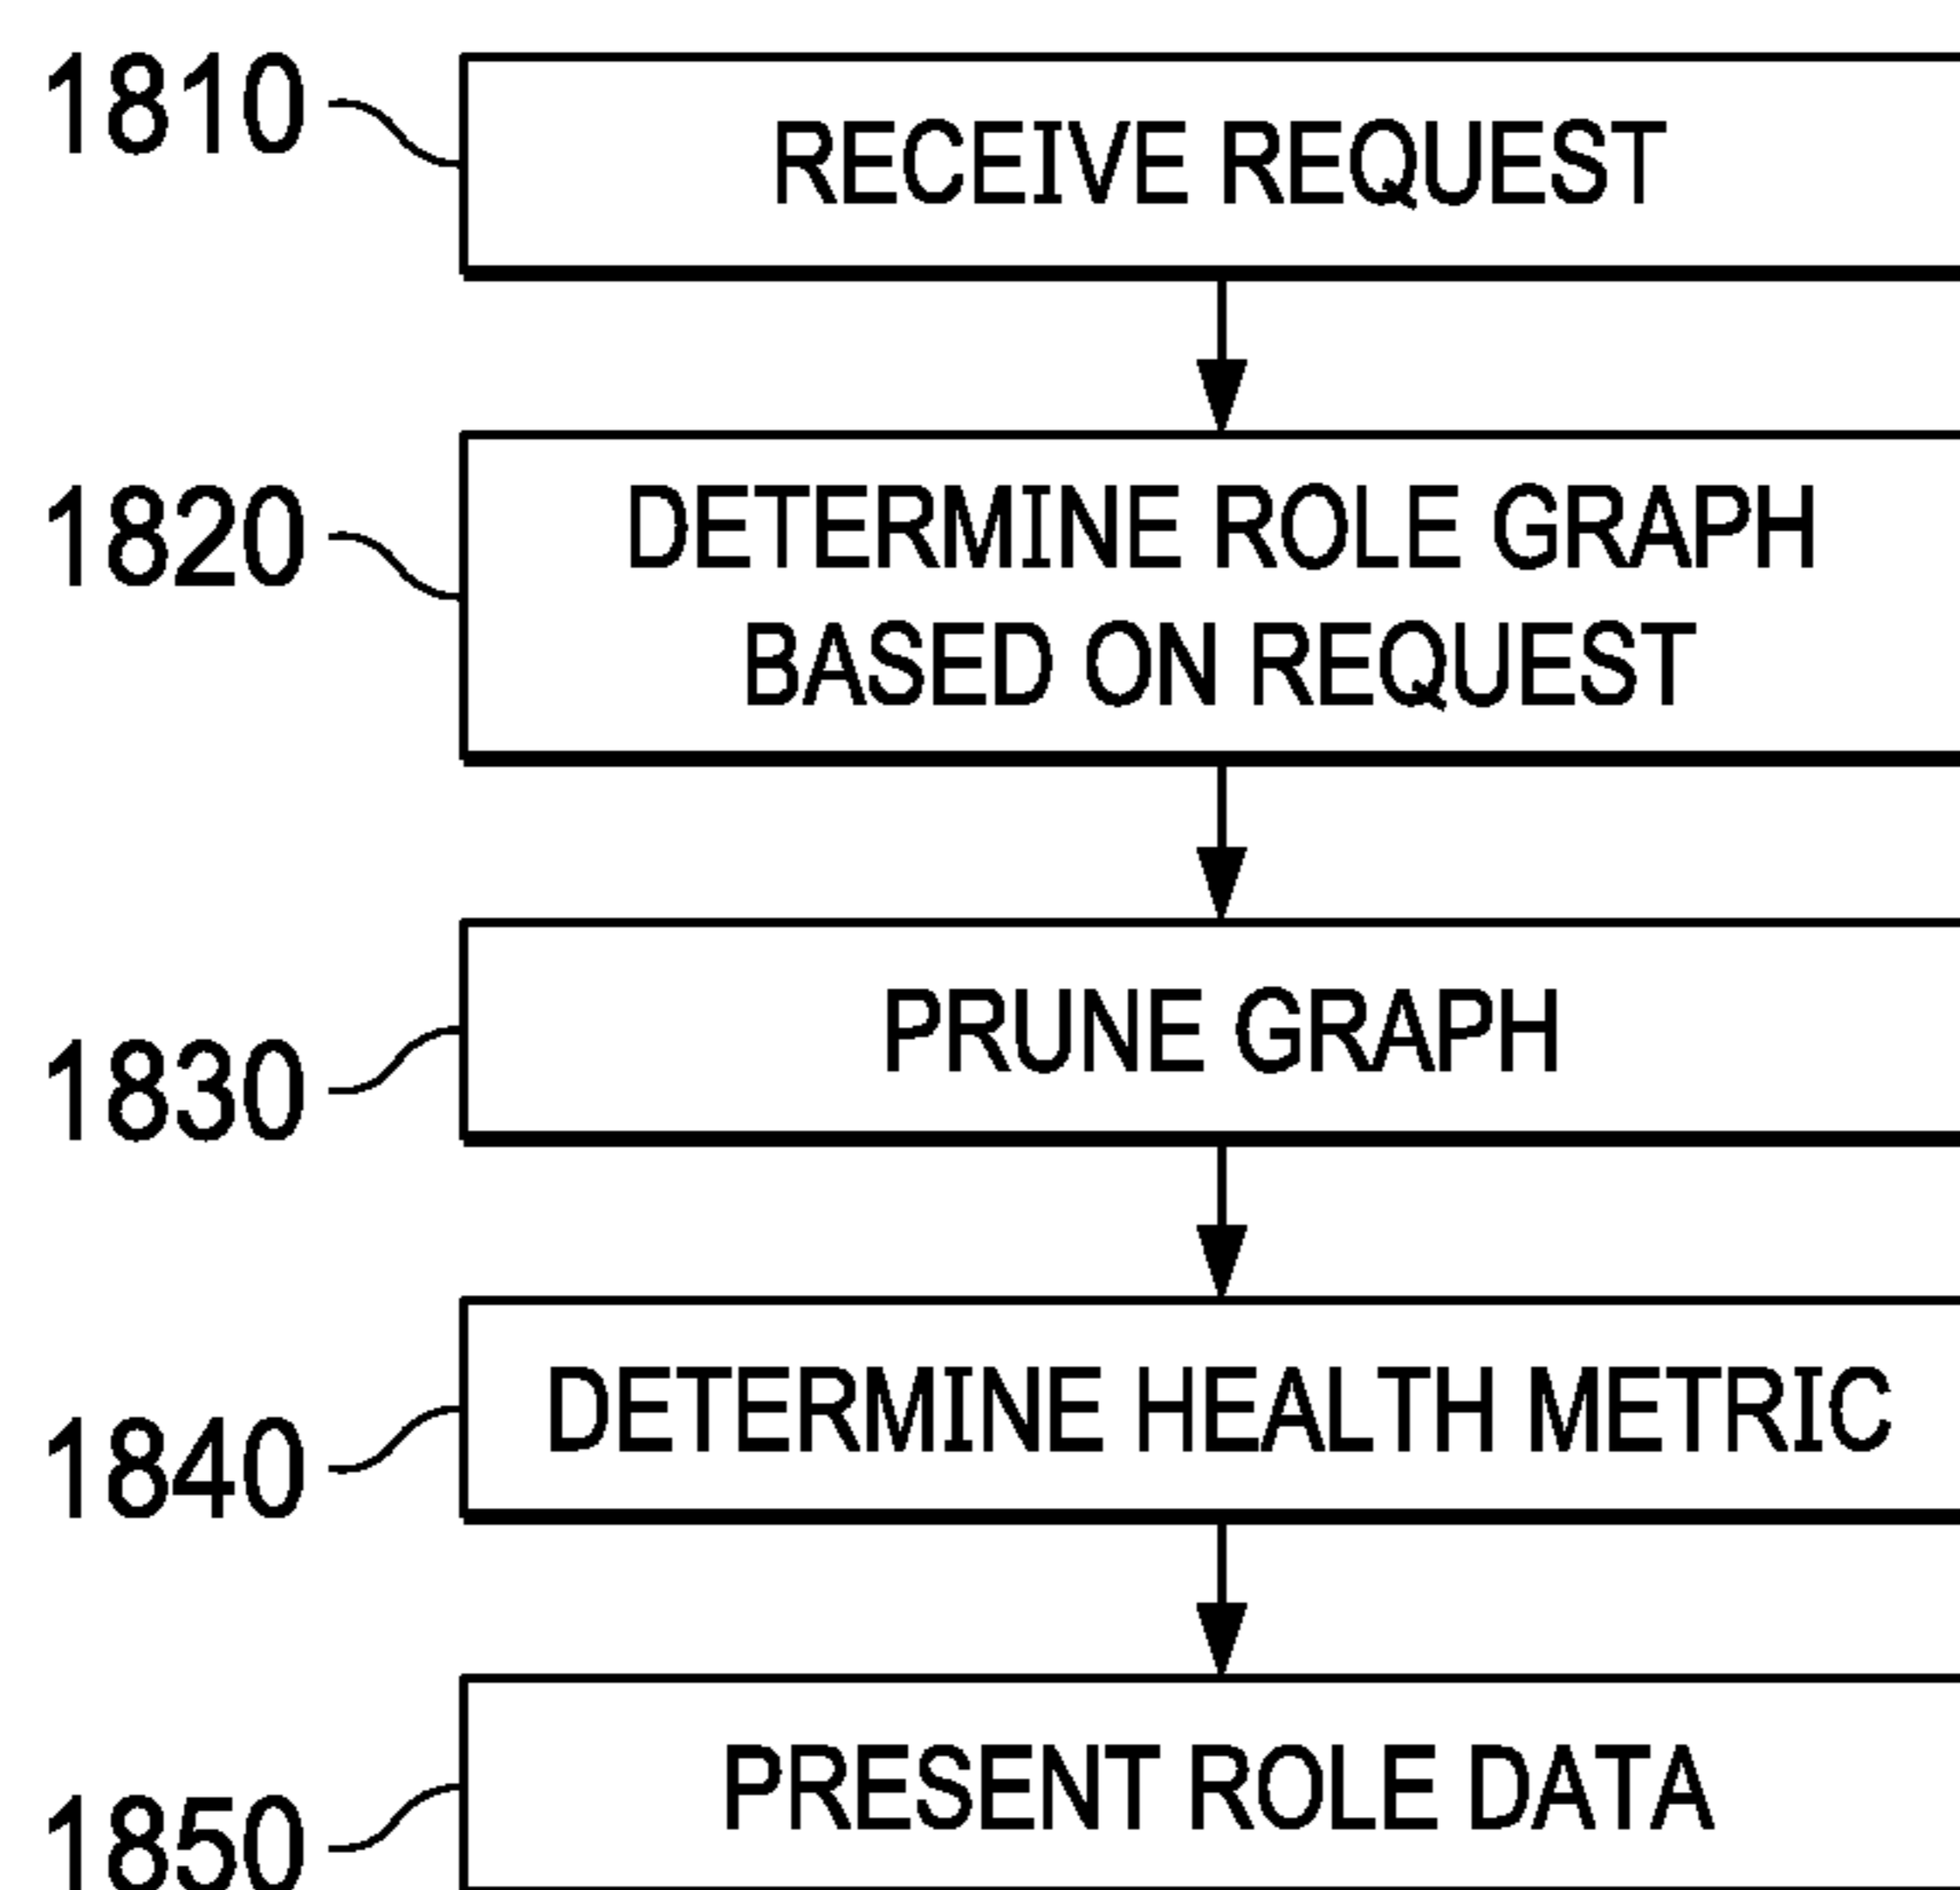 1810
RECEIVE REQUEST
1820
DETERMINE ROLE GRAPH
BASED ON REQUEST
1830
PRUNE GRAPH
1840
DETERMINE HEALTH METRIC
1850
PRESENT ROLE DATA